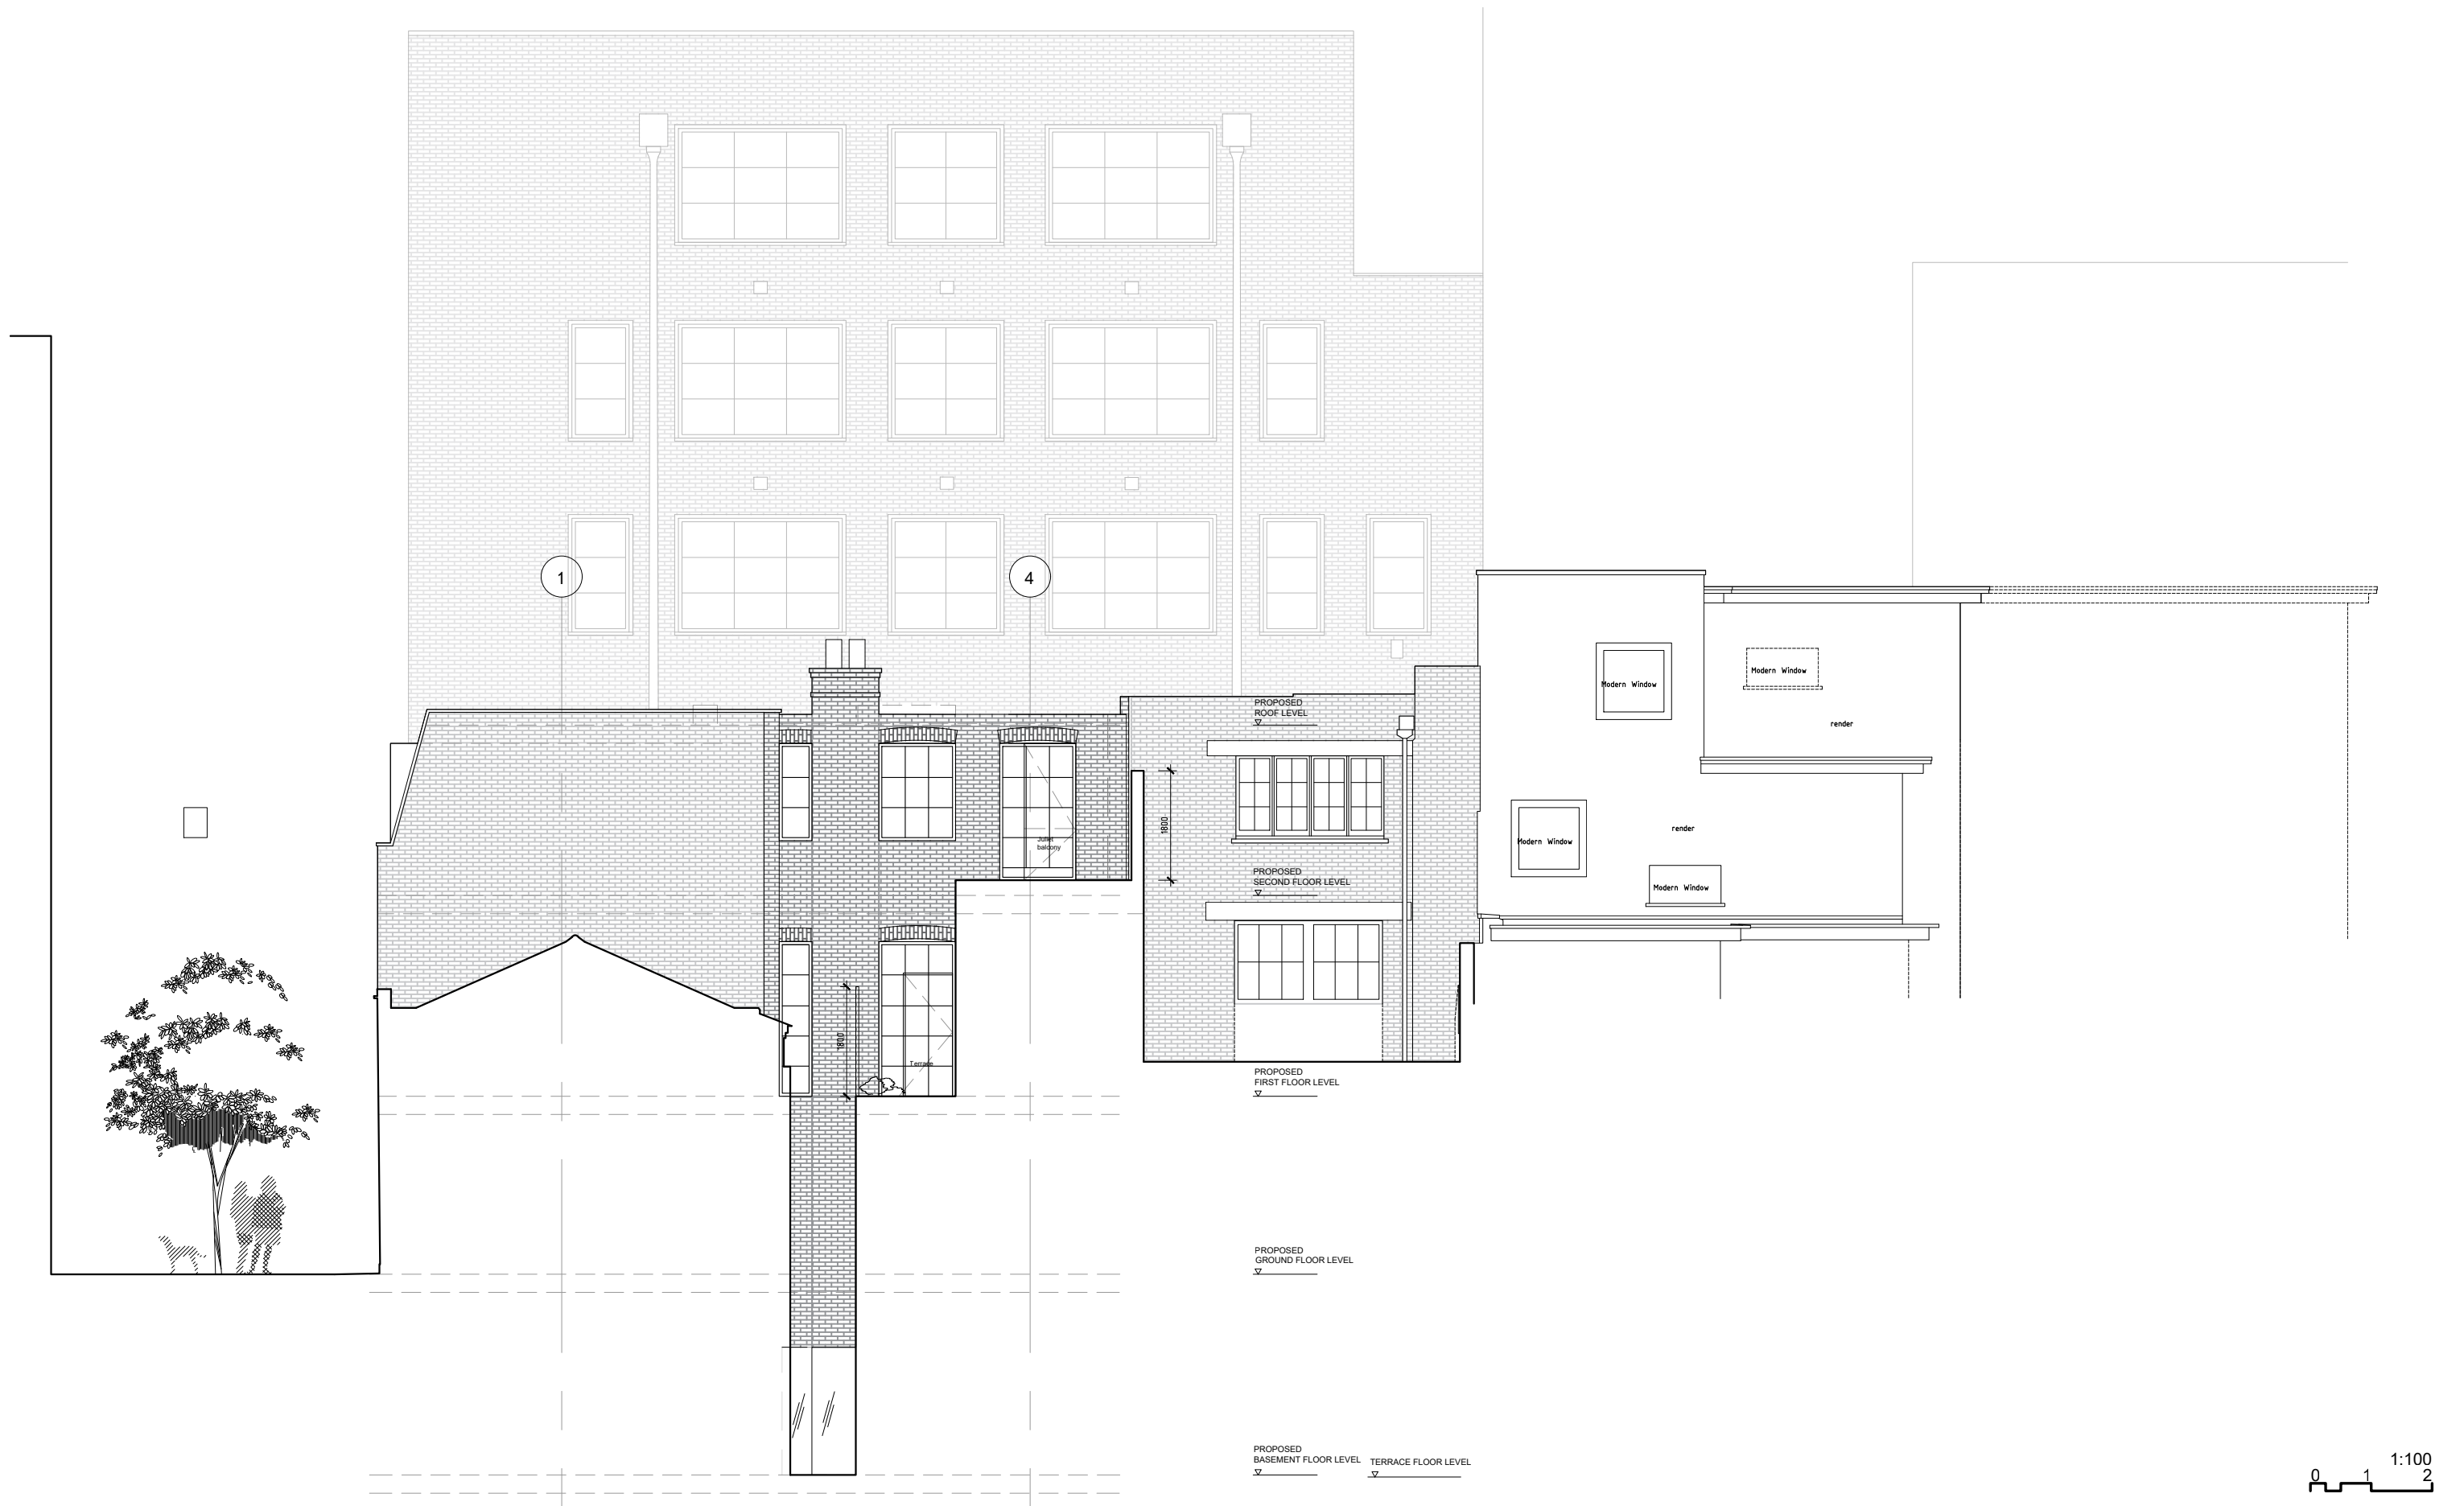 1
4
PROPOSED
ROOF LEVEL
Modern Window
Modern Window
render
1800
Juliet
balcony
render
Modern Window
PROPOSED
SECOND FLOOR LEVEL
Modern Window
1800
Terrace
PROPOSED
FIRST FLOOR LEVEL
PROPOSED
GROUND FLOOR LEVEL
PROPOSED
BASEMENT FLOOR LEVEL
TERRACE FLOOR LEVEL
1:100
0 1 2